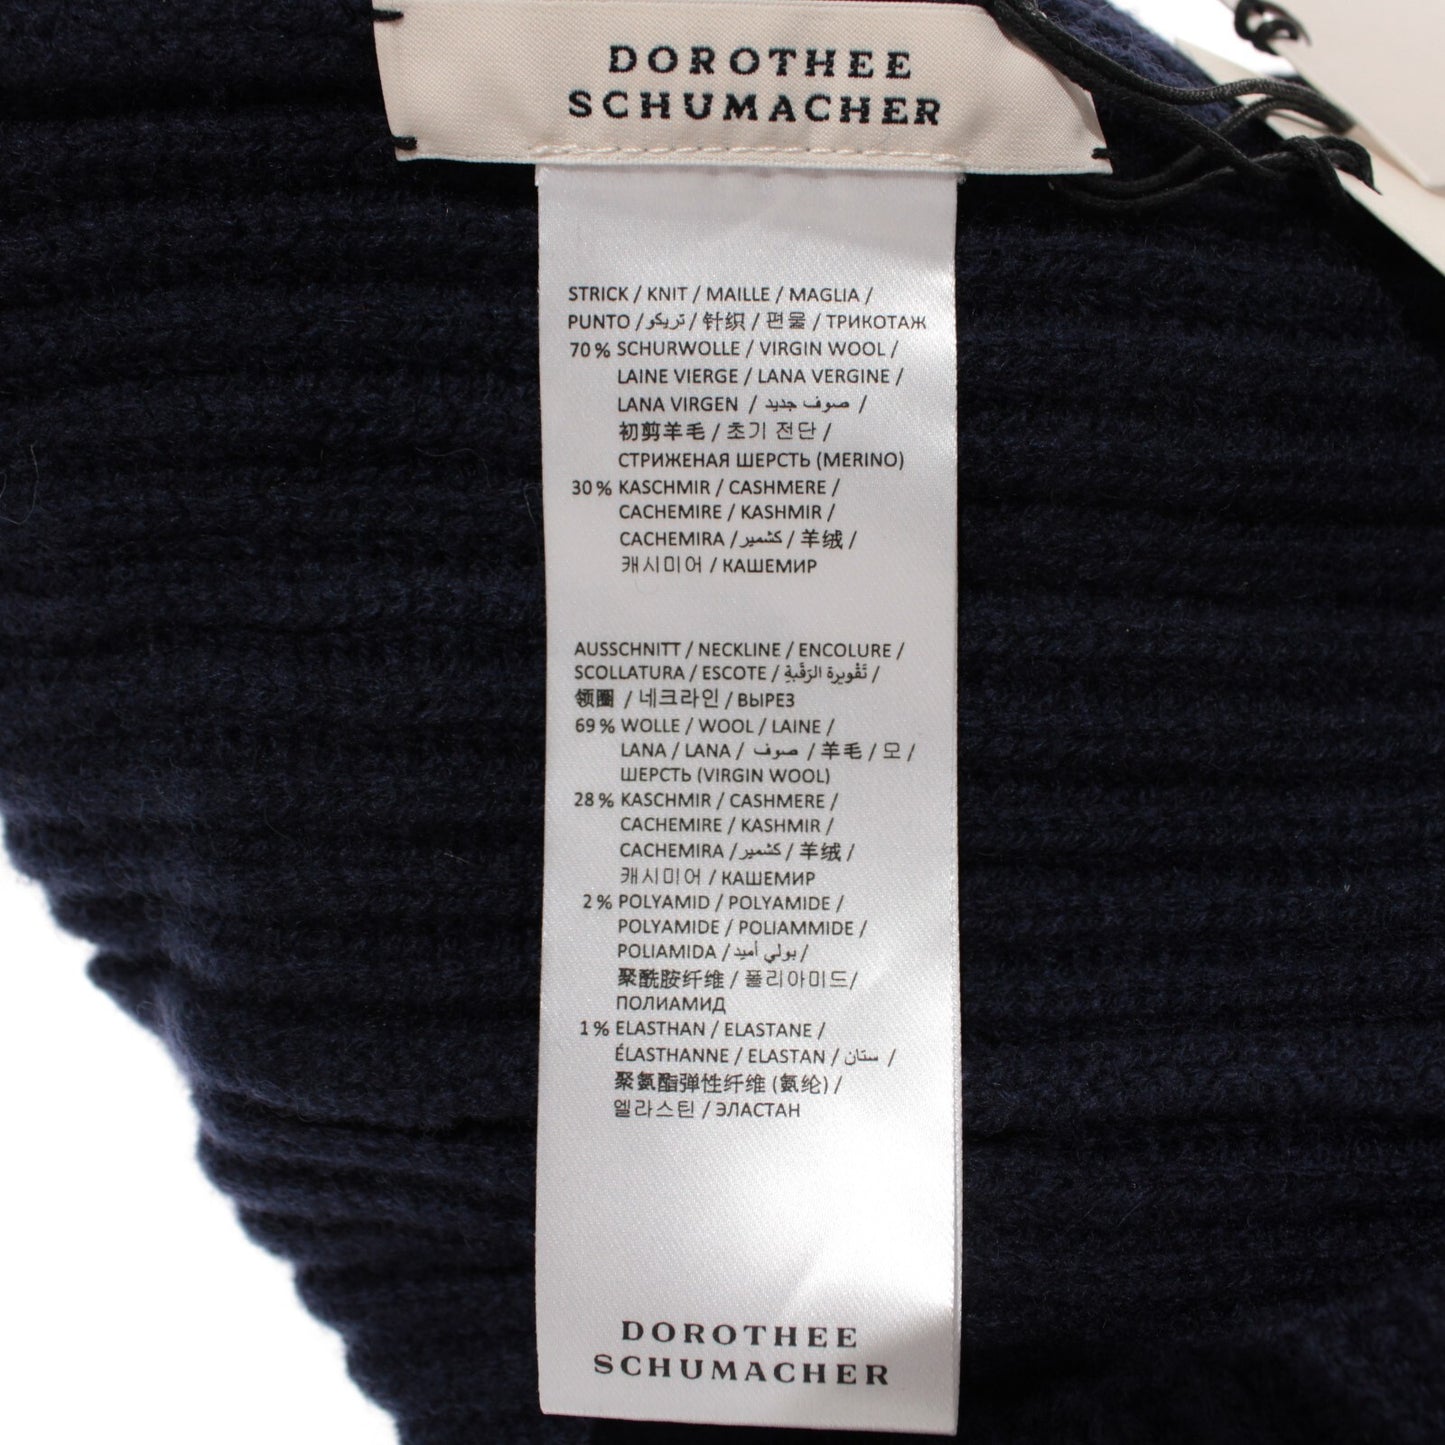 DOROTHEE
SCHUMACHER
STRICK / KNIT / MAILLE / MAGLIA /
PUNTO / تريكو / 针织 / 편물 / ТРИКОТАЖ
70 % SCHURWOLLE / VIRGIN WOOL /
LAINE VIERGE / LANA VERGINE /
LANA VIRGEN / صوف جديد /
初剪羊毛 / 초기 전단 /
СТРИЖЕНАЯ ШЕРСТЬ (MERINO)
30 % KASCHMIR / CASHMERE /
CACHEMIRE / KASHMIR /
CACHEMIRA / كشمير / 羊绒 /
캐시미어 / КАШЕМИР
AUSSCHNITT / NECKLINE / ENCOLURE /
SCOLLATURA / ESCOTE / تَقْويرة الرَقَبةِ /
领圈 / 네크라인 / ВЫРЕЗ
69 % WOLLE / WOOL / LAINE /
LANA / LANA / صوف / 羊毛 / 모 /
ШЕРСТЬ (VIRGIN WOOL)
28 % KASCHMIR / CASHMERE /
CACHEMIRE / KASHMIR /
CACHEMIRA / كشمير / 羊绒 /
캐시미어 / КАШЕМИР
2 % POLYAMID / POLYAMIDE /
POLYAMIDE / POLIAMMIDE /
POLIAMIDA / بولي أميد /
聚酰胺纤维 / 폴리아미드/
ПОЛИАМИД
1 % ELASTHAN / ELASTANE /
ÉLASTHANNE / ELASTAN / ستان /
聚氨酯弹性纤维 (氨纶) /
엘라스틴 / ЭЛАСТАН
DOROTHEE
SCHUMACHER